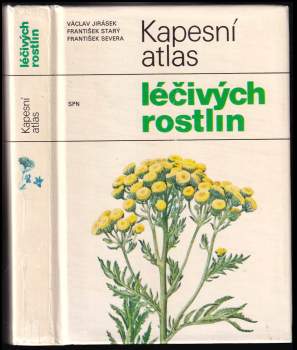 léčivých
rostlin
Kapesní
atlas
VÁCLAV JIRÁSEK
FRANTIŠEK STARÝ
FRANTIŠEK SEVERA
SPN
Kapesní
atlas
léčivých
rostlin